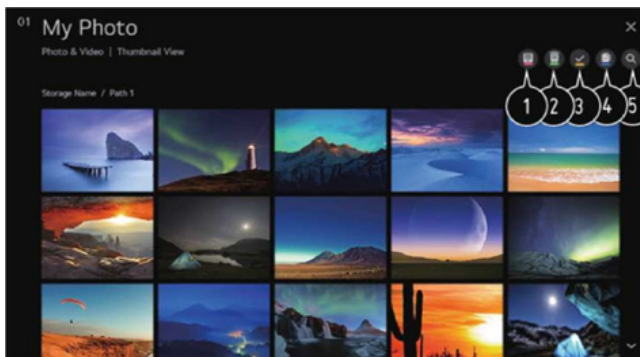 01 My Photo
Photo & Video | Thumbnail View
Storage Name / Path 1
1 2 3 4 5